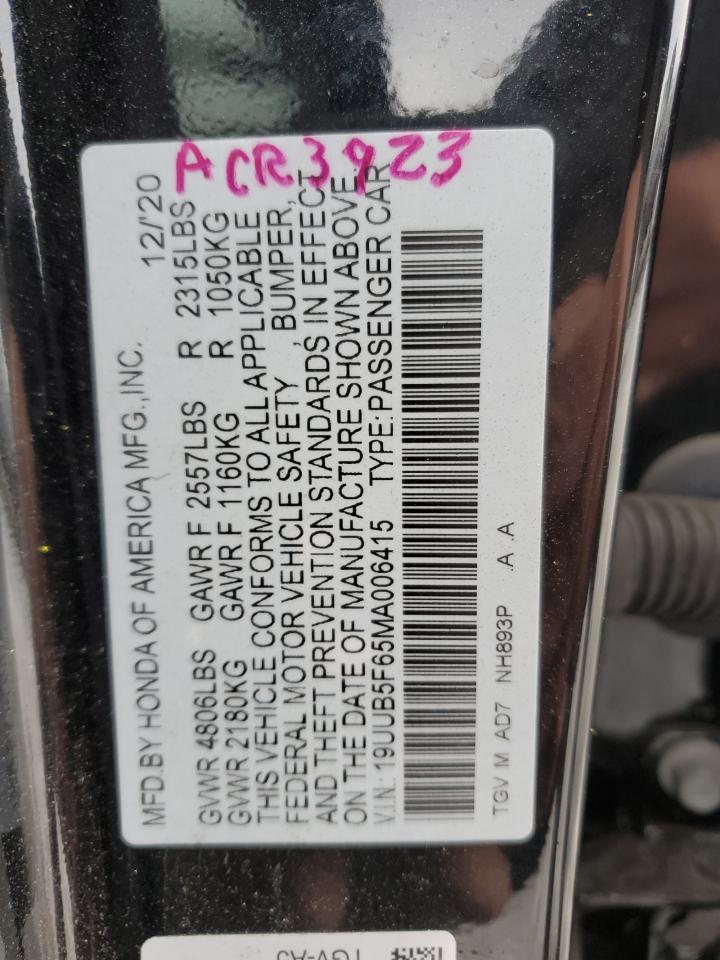 ACR3923
MFD.BY HONDA OF AMERICA MFG.,INC. 12/'20
GVWR 4806LBS GAWR F 2557LBS R 2315LBS
GVWR 2180KG GAWR F 1160KG R 1050KG
THIS VEHICLE CONFORMS TO ALL APPLICABLE
FEDERAL MOTOR VEHICLE SAFETY , BUMPER,
AND THEFT PREVENTION STANDARDS IN EFFECT
ON THE DATE OF MANUFACTURE SHOWN ABOVE.
V.I.N.: 19UUB5F65MA006415 TYPE:PASSENGER CAR
TGV M AD7 NH893P .A .A
TGV-A5